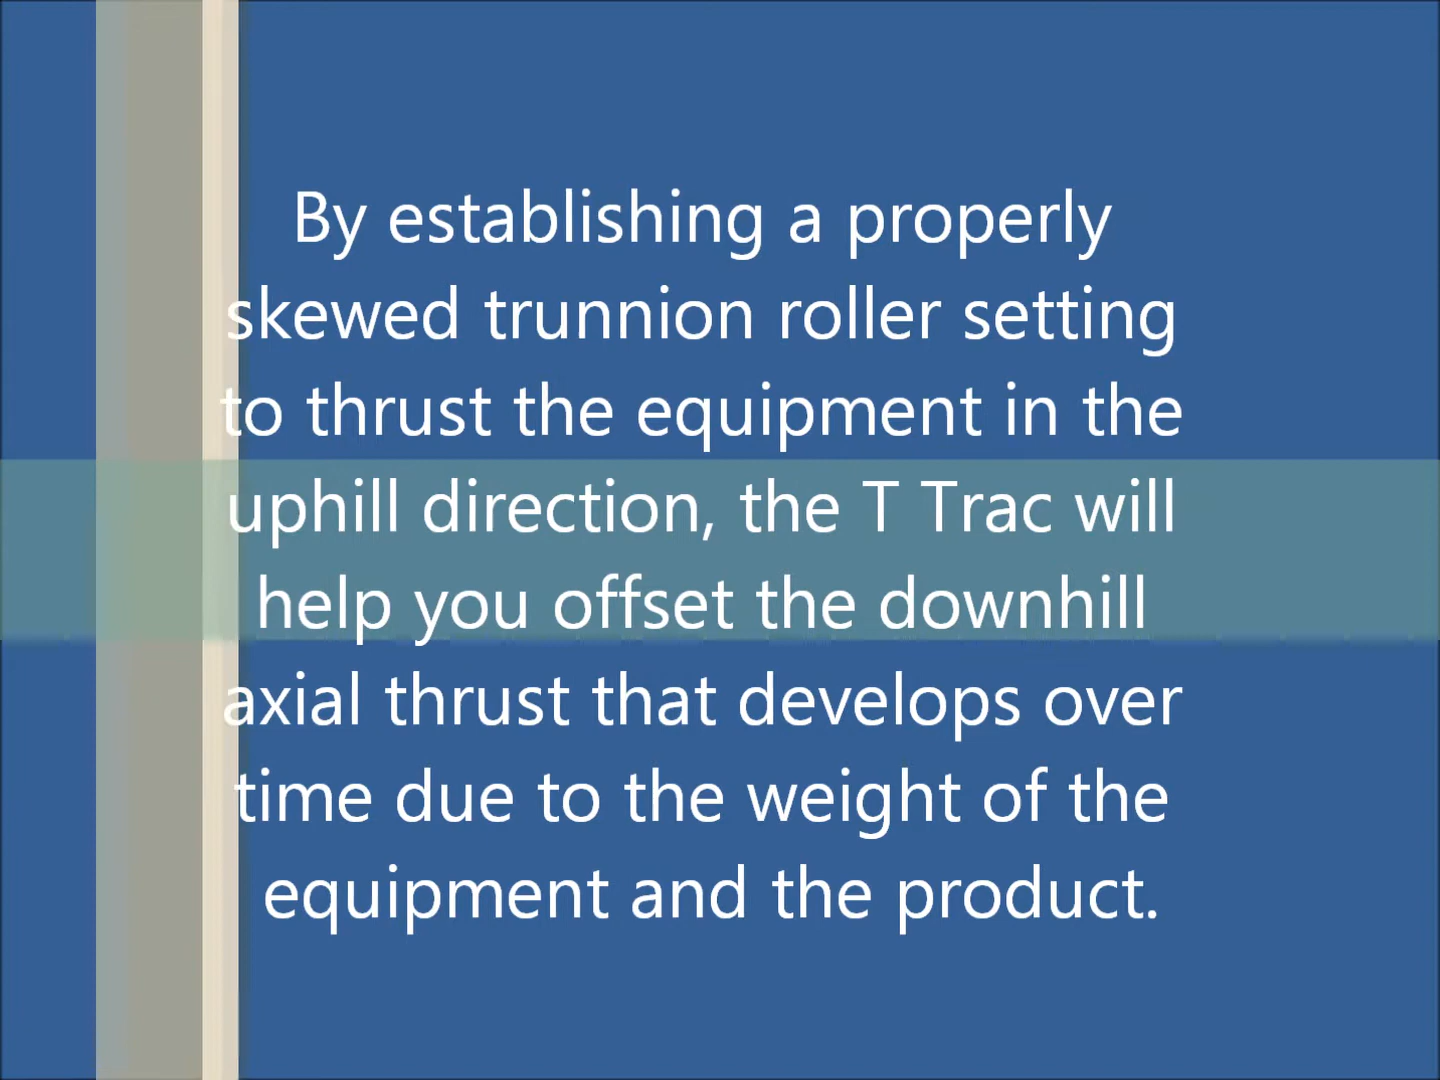 By establishing a properly
skewed trunnion roller setting
to thrust the equipment in the
uphill direction, the T Trac will
help you offset the downhill
axial thrust that develops over
time due to the weight of the
equipment and the product.